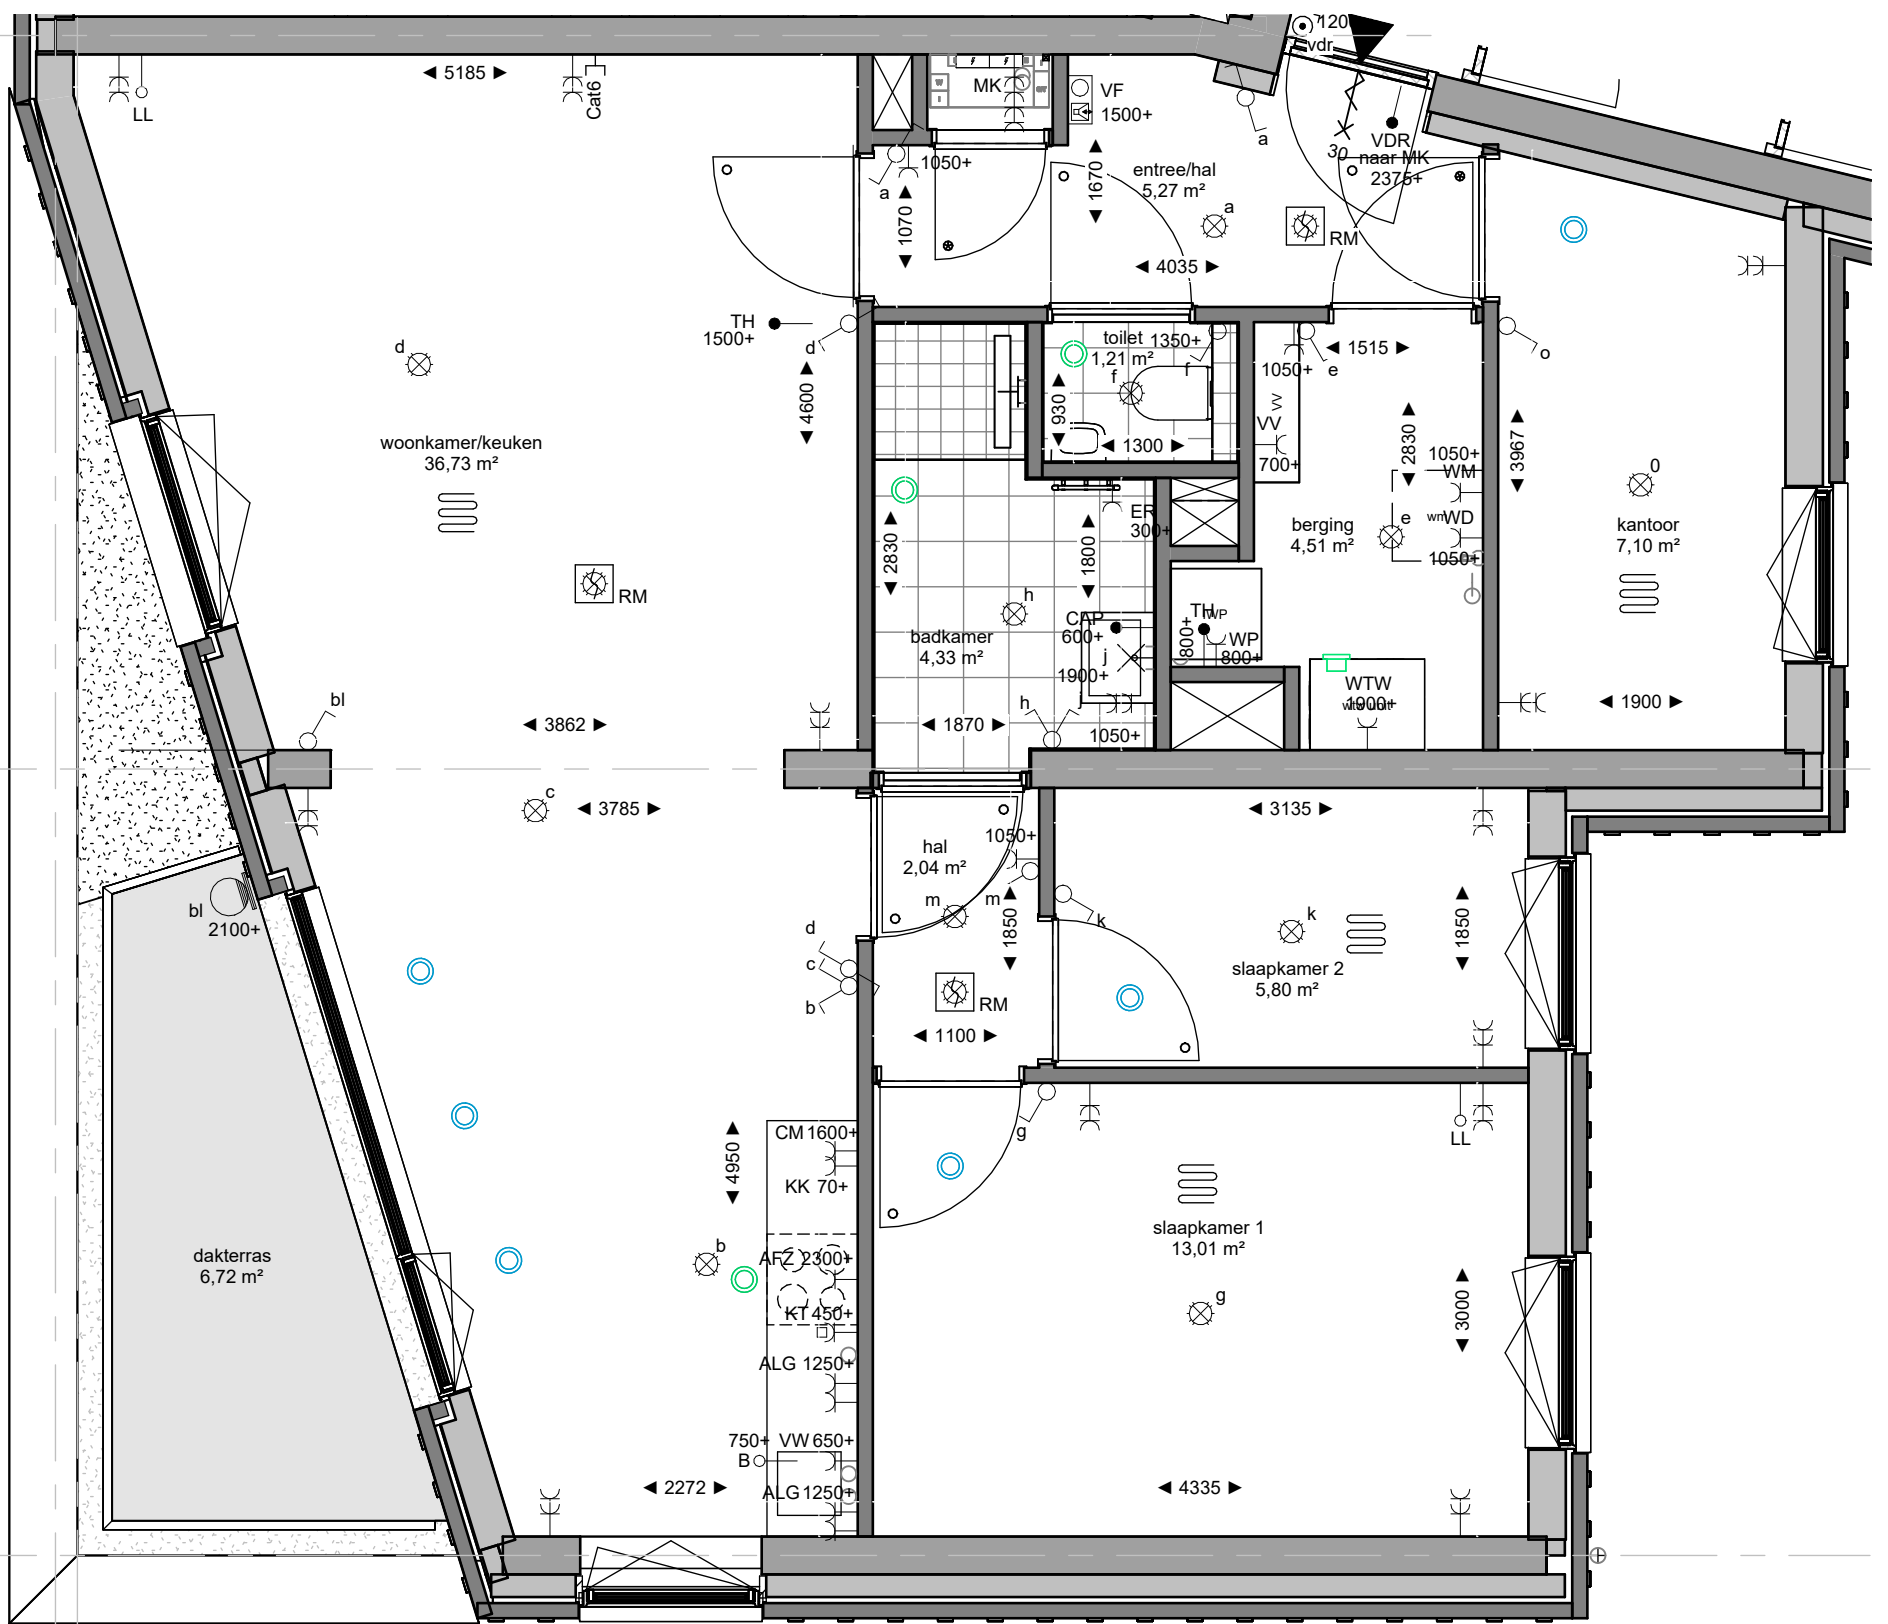 120
vdr
5185
LL
Cat6
MK
VF
1500+
a
VDR
naar MK
2375+
30
1050+
a
1070
1670
entree/hal
5,27 m²
a
RM
4035
TH
1500+
d
d
4600
toilet
1,21 m²
1350+
f
f
930
1300
1050+
e
1515
VV
VV
700+
o
woonkamer/keuken
36,73 m²
2830
1050+
WM
3967
0
2830
ER
300+
1800
berging
4,51 m²
e
wm
WD
1050+
kantoor
7,10 m²
RM
h
badkamer
4,33 m²
CAP
600+
j
1900+
TH
WP
800+
WP
800+
WTW
1900+
wtw unit
bl
3862
1870
h
j
1050+
1900
c
3785
hal
2,04 m²
1050+
3135
m
m
1850
k
k
1850
slaapkamer 2
5,80 m²
bl
2100+
d
c
b
RM
1100
g
LL
CM 1600+
4950
KK 70+
slaapkamer 1
13,01 m²
dakterras
6,72 m²
b
AFZ 2300+
KT 450+
g
3000
ALG 1250+
750+ VW 650+
B
ALG 1250+
2272
4335